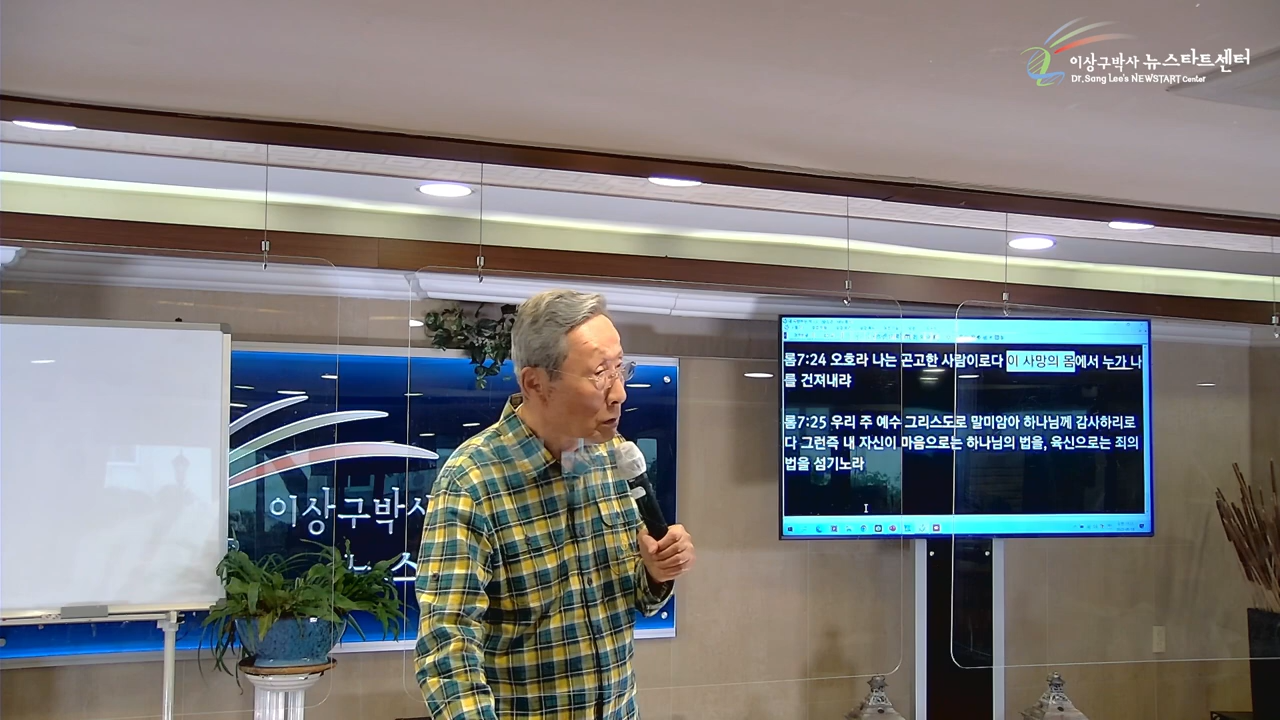 이상구박사 뉴스타트센터
Dr. Sang Lee's NEWSTART Center
롬7:24 오호라 나는 곤고한 사람이로다 이 사망의 몸에서 누가 나
를 건져내랴
롬7:25 우리 주 예수 그리스도로 말미암아 하나님께 감사하리로
다 그런즉 내 자신이 마음으로는 하나님의 법을, 육신으로는 죄의
법을 섬기노라
이상구박사
뉴스